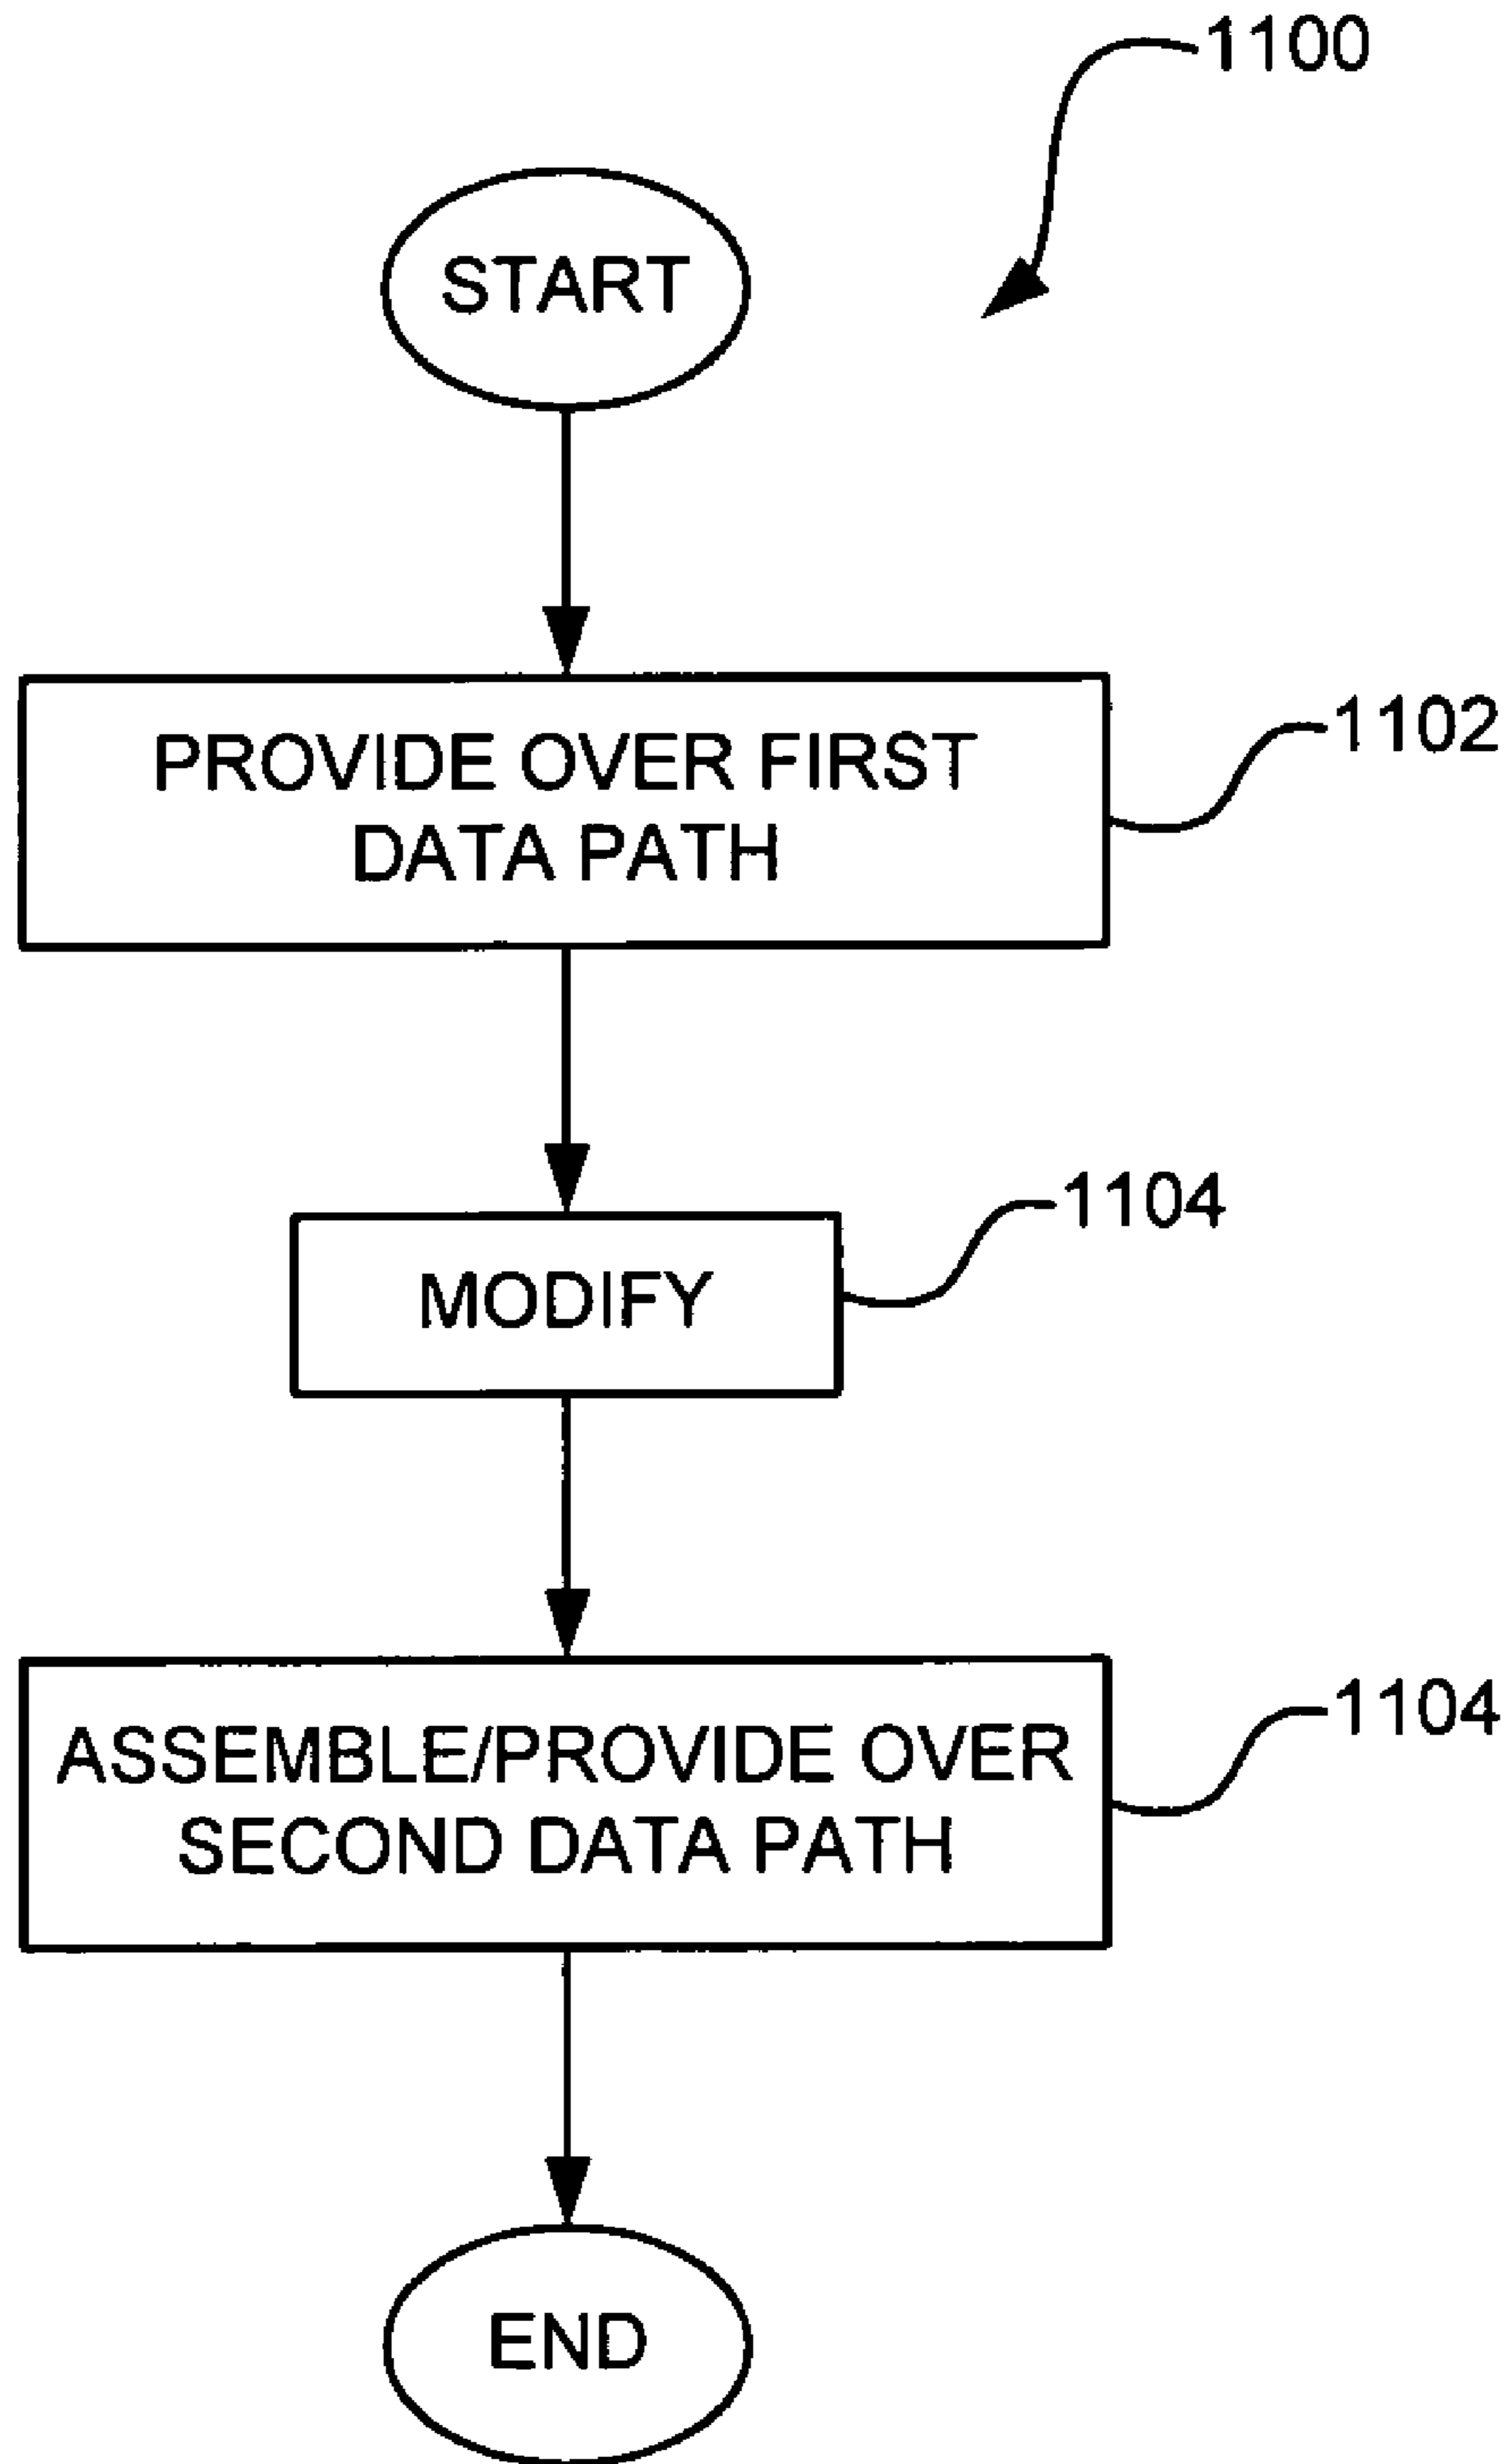 1100
START
PROVIDE OVER FIRST
DATA PATH
1102
MODIFY
1104
ASSEMBLE/PROVIDE OVER
SECOND DATA PATH
1104
END